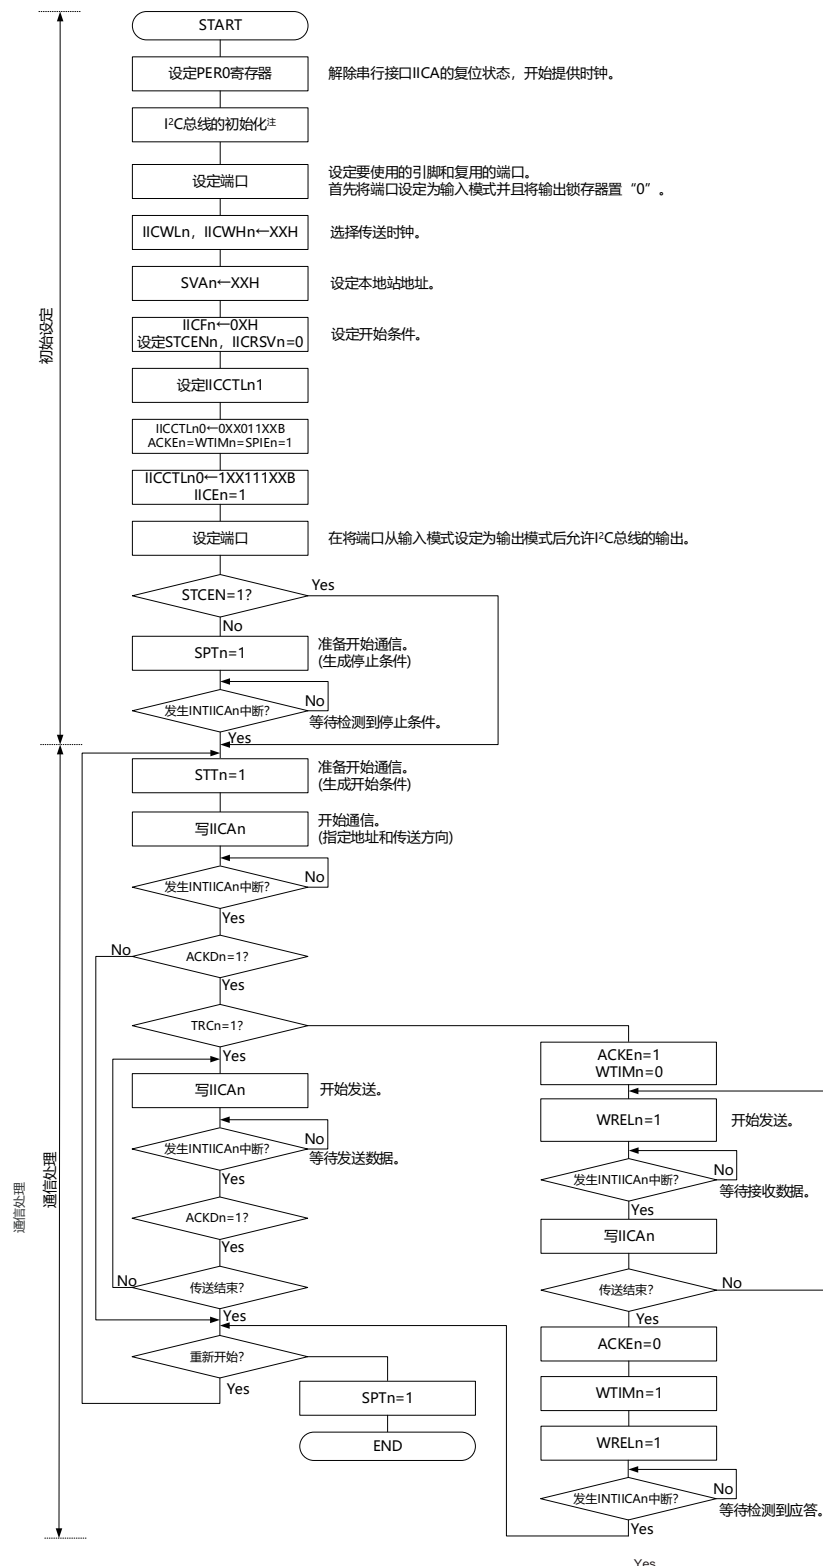 START
设定PER0寄存器
解除串行接口IICA的复位状态，开始提供时钟。
I²C总线的初始化注
设定端口
设定要使用的引脚和复用的端口。
首先将端口设定为输入模式并且将输出锁存器置“0”。
IICWLn，IICWHn←XXH
选择传送时钟。
SVAn←XXH
设定本地站地址。
IICFn←0XH
设定STCENn，IICRSVn=0
设定开始条件。
初始设定
设定IICCTLn1
IICCTLn0←0XX011XXB
ACKEn=WTIMn=SPIEn=1
IICCTLn0←1XX111XXB
IICEn=1
设定端口
在将端口从输入模式设定为输出模式后允许I²C总线的输出。
STCEN=1?
Yes
No
SPTn=1
准备开始通信。
(生成停止条件)
发生INTIICAn中断?
No
等待检测到停止条件。
Yes
STTn=1
准备开始通信。
(生成开始条件)
写IICAn
开始通信。
(指定地址和传送方向)
发生INTIICAn中断?
No
Yes
ACKDn=1?
No
Yes
TRCn=1?
Yes
写IICAn
开始发送。
发生INTIICAn中断?
No
等待发送数据。
Yes
ACKDn=1?
Yes
传送结束?
No
Yes
重新开始?
Yes
SPTn=1
END
通信处理
通信处理
ACKEn=1
WTIMn=0
WRELn=1
开始发送。
发生INTIICAn中断?
No
等待接收数据。
Yes
写IICAn
传送结束?
No
Yes
ACKEn=0
WTIMn=1
WRELn=1
发生INTIICAn中断?
No
等待检测到应答。
Yes
Yes